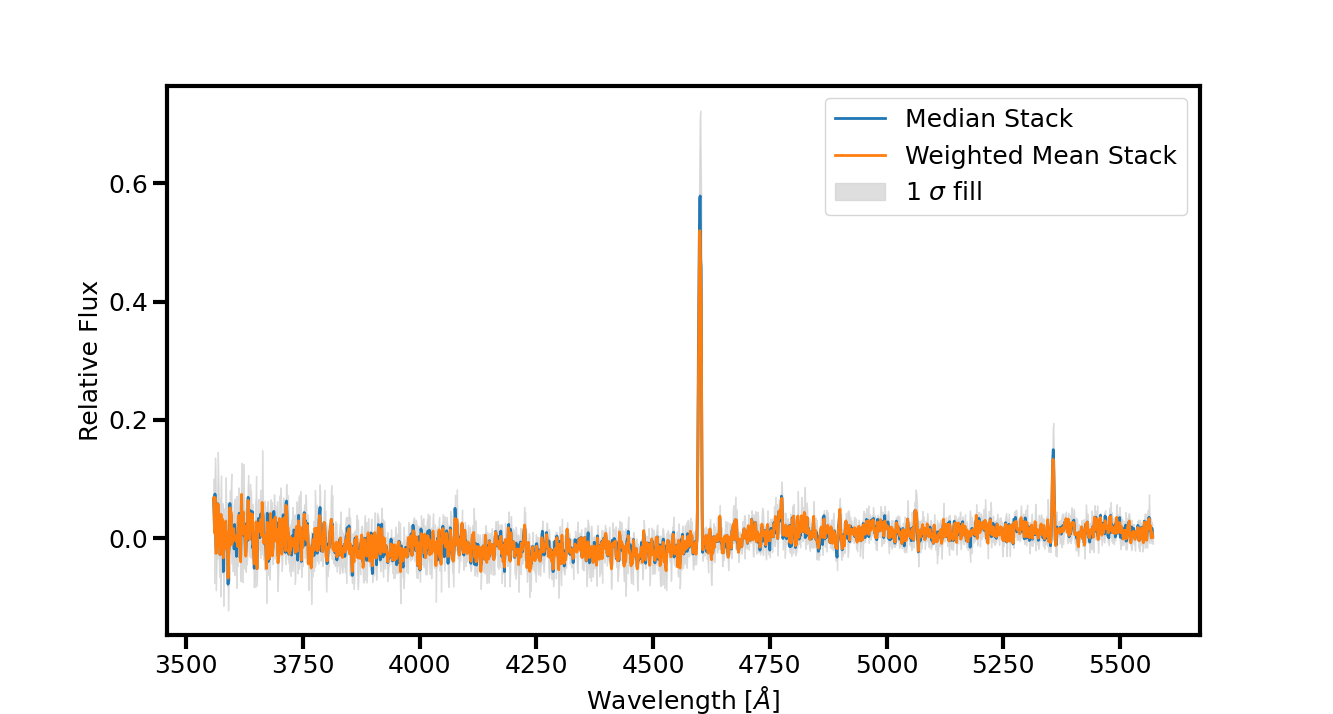 Median Stack
Weighted Mean Stack
1 σ fill
0.6
0.4
0.2
0.0
Relative Flux
3500 3750 4000 4250 4500 4750 5000 5250 5500
Wavelength [Å]